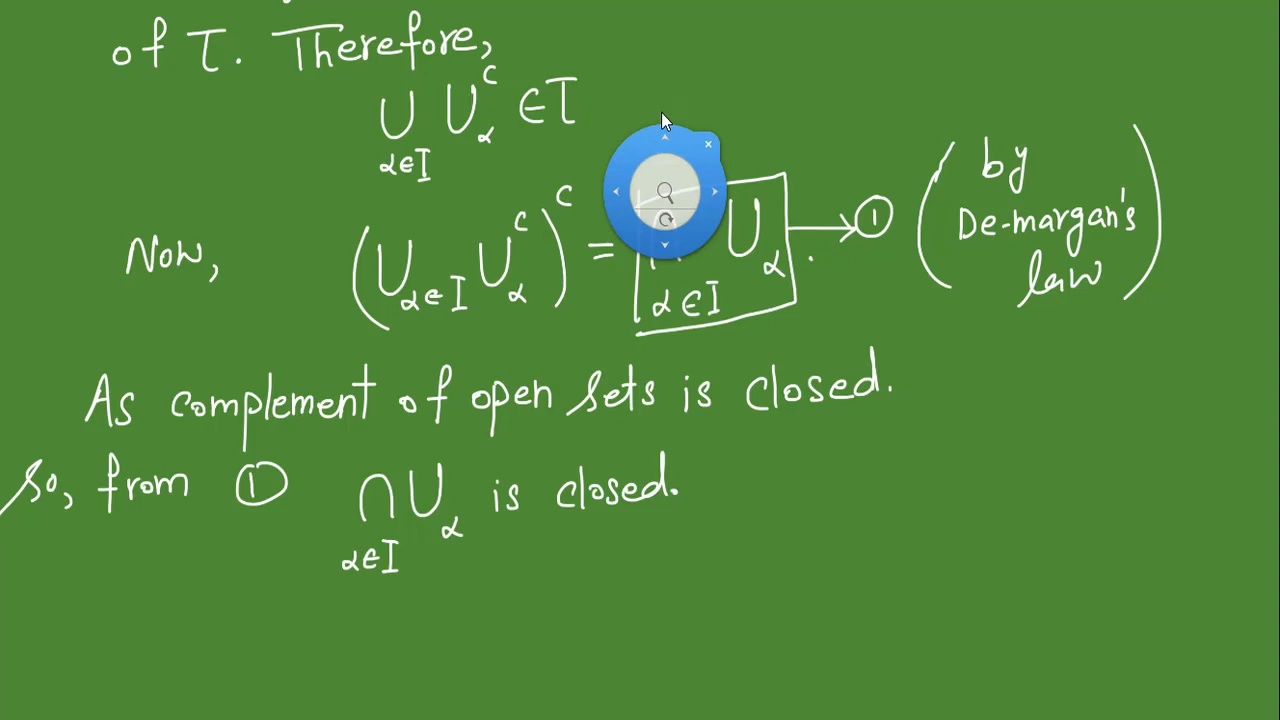 of τ. Therefore,
∪ U_α^c ∈ τ
α∈I
Now, (∪_{α∈I} U_α^c)^c = ∩ U_α. → ① (by De-margan's law)
α∈I
As complement of open sets is closed.
so, from ① ∩ U_α is closed.
α∈I